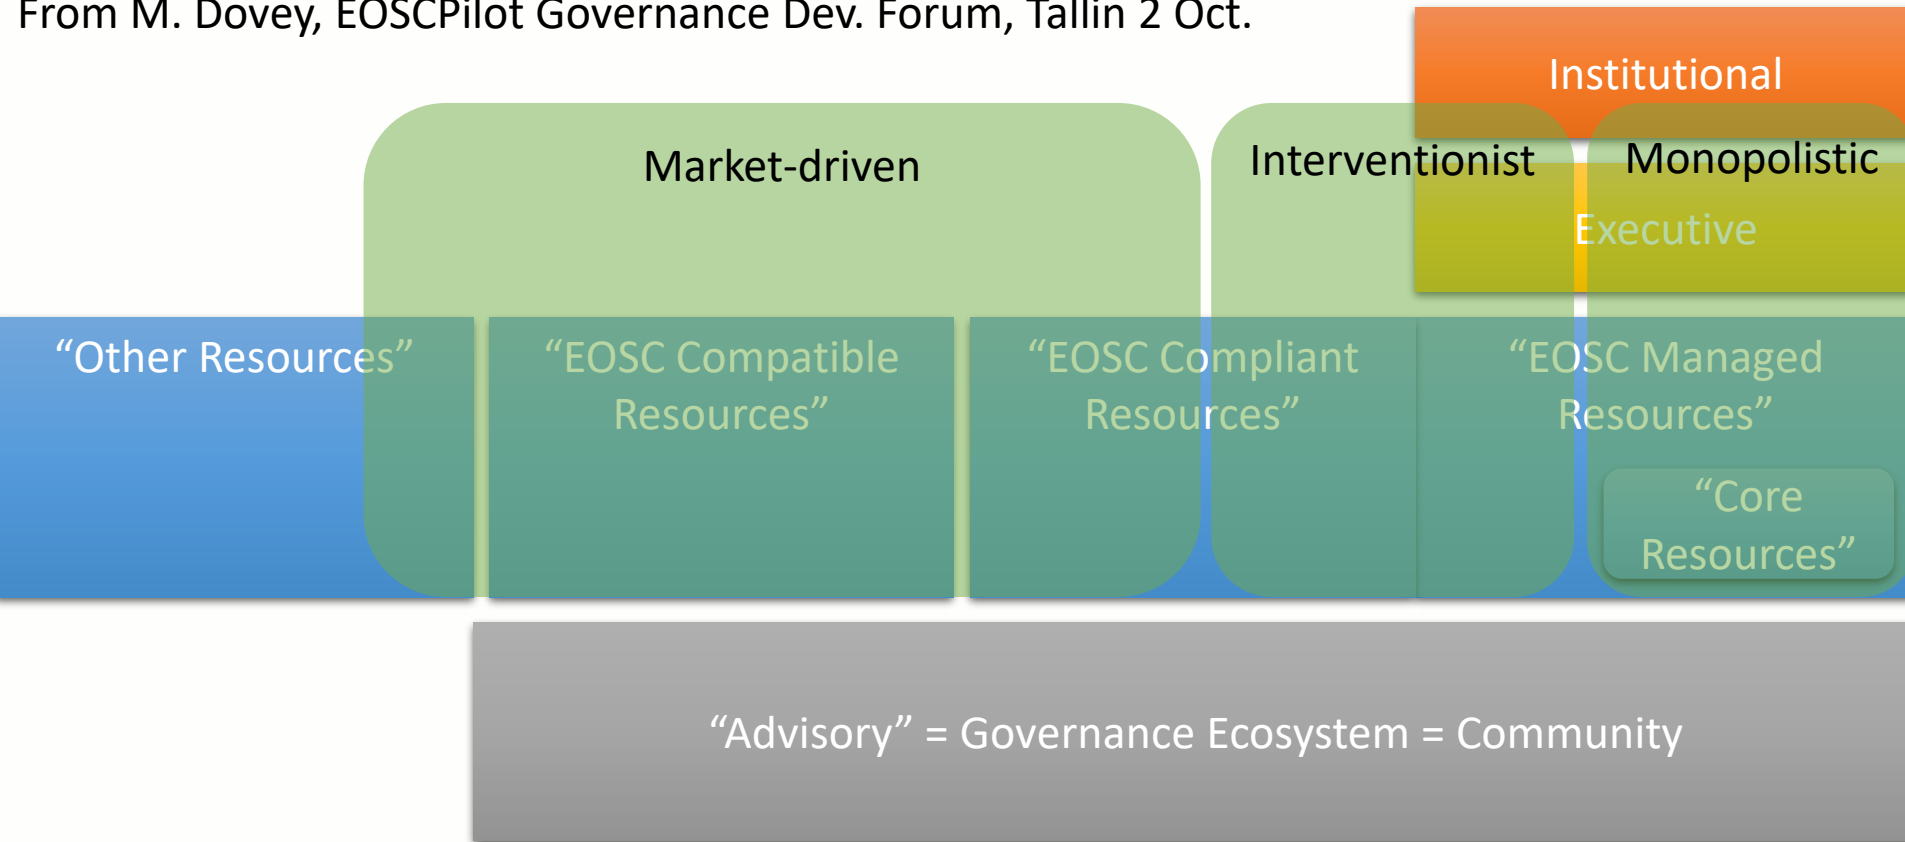 From M. Dovey, EOSCPilot Governance Dev. Forum, Tallin 2 Oct.
Institutional
Market-driven
Interventionist
Monopolistic
Executive
“Other Resources”
“EOSC Compatible
Resources”
“EOSC Compliant
Resources”
“EOSC Managed
Resources”
“Core
Resources”
“Advisory” = Governance Ecosystem = Community